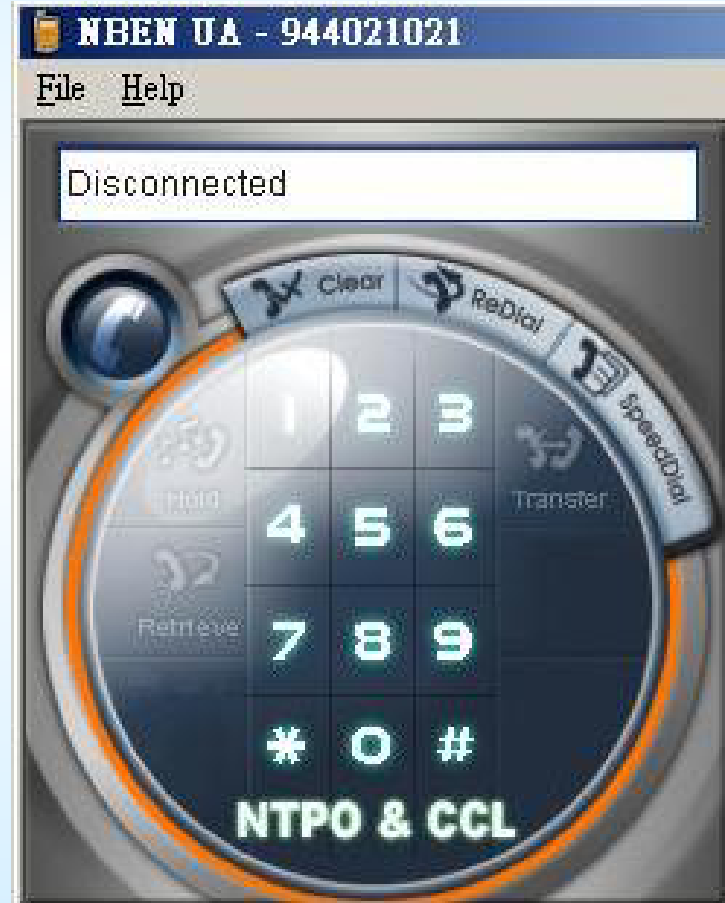 NBEN UA - 944021021
File Help
Disconnected
Clear ReDial SpeedDial
1 2 3
Hold Transfer
4 5 6
Retrieve
7 8 9
* 0 #
NTPO & CCL